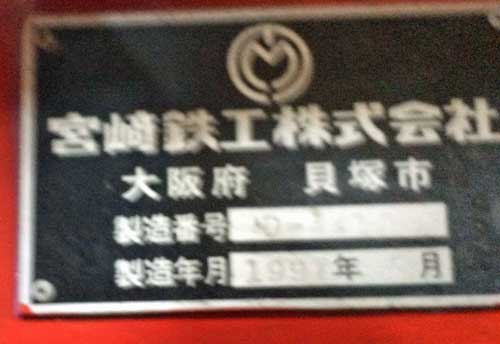 宮崎鉄工株式会社
大阪府 貝塚市
製造番号
製造年月 年 月